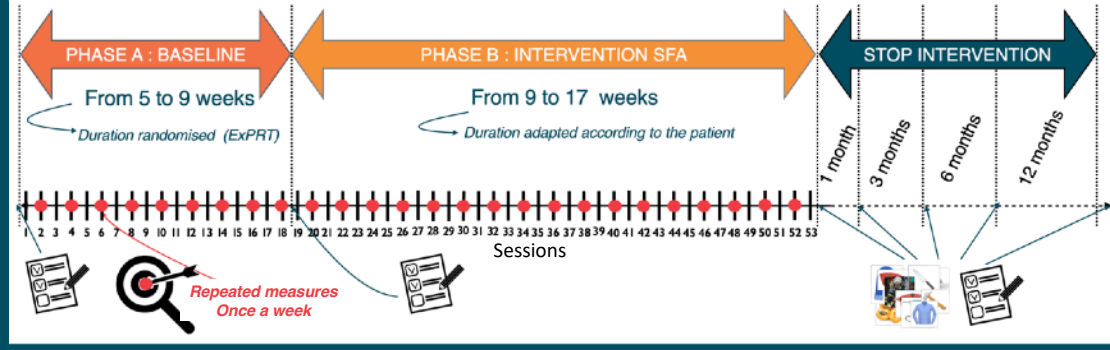 PHASE A : BASELINE
PHASE B : INTERVENTION SFA
STOP INTERVENTION
From 5 to 9 weeks
From 9 to 17 weeks
Duration randomised (ExPRT)
Duration adapted according to the patient
1 month
3 months
6 months
12 months
1 2 3 4 5 6 7 8 9 10 11 12 13 14 15 16 17 18 19 20 21 22 23 24 25 26 27 28 29 30 31 32 33 34 35 36 37 38 39 40 41 42 43 44 45 46 47 48 49 50 51 52 53
Sessions
Repeated measures
Once a week